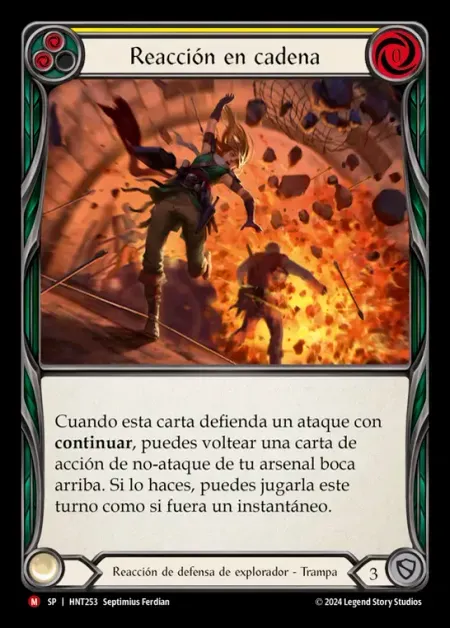 Reacción en cadena
0
Cuando esta carta defienda un ataque con
continuar, puedes voltear una carta de
acción de no-ataque de tu arsenal boca
arriba. Si lo haces, puedes jugarla este
turno como si fuera un instantáneo.
Reacción de defensa de explorador - Trampa
3
M SP | HNT253 Septimius Ferdian
© 2024 Legend Story Studios